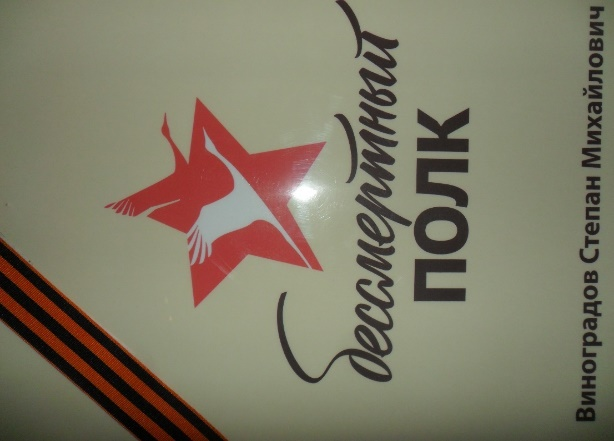 Бессмертный
ПОЛК
Виноградов Степан Михайлович